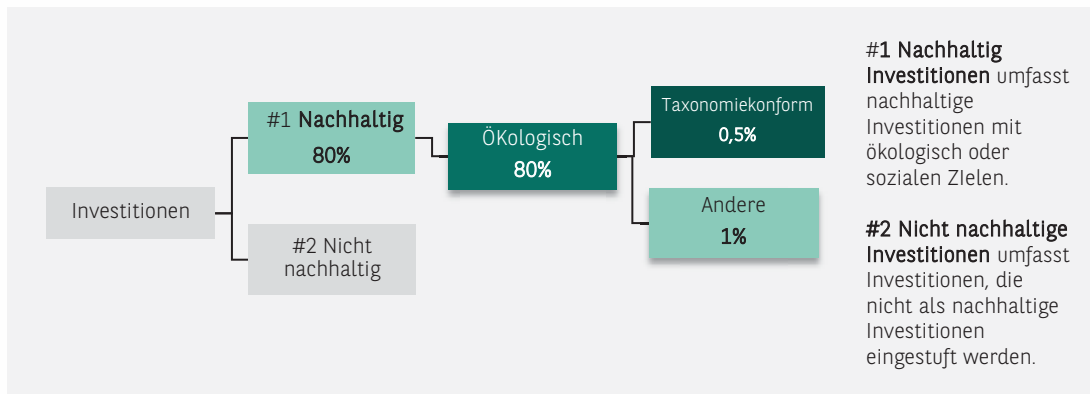 Investitionen
#1 Nachhaltig
80%
#2 Nicht
nachhaltig
Ökologisch
80%
Taxonomiekonform
0,5%
Andere
1%
#1 Nachhaltig
Investitionen umfasst
nachhaltige
Investitionen mit
ökologisch oder
sozialen ZIelen.
#2 Nicht nachhaltige
Investitionen umfasst
Investitionen, die
nicht als nachhaltige
Investitionen
eingestuft werden.